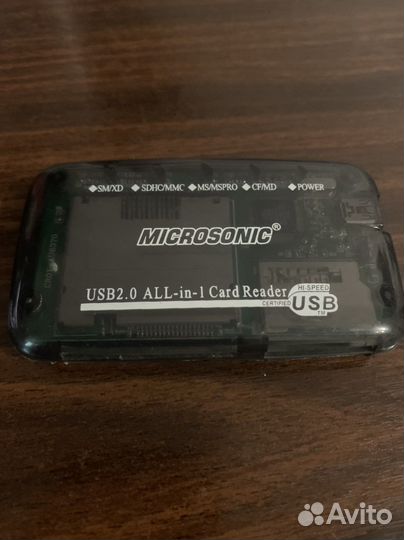 ◆SM/XD ◆SDHC/MMC ◆MS/MSPRO ◆CF/MD ◆POWER
MICROSONIC®
USB2.0 ALL-in-1 Card Reader
HI-SPEED
CERTIFIED USB™
Avito